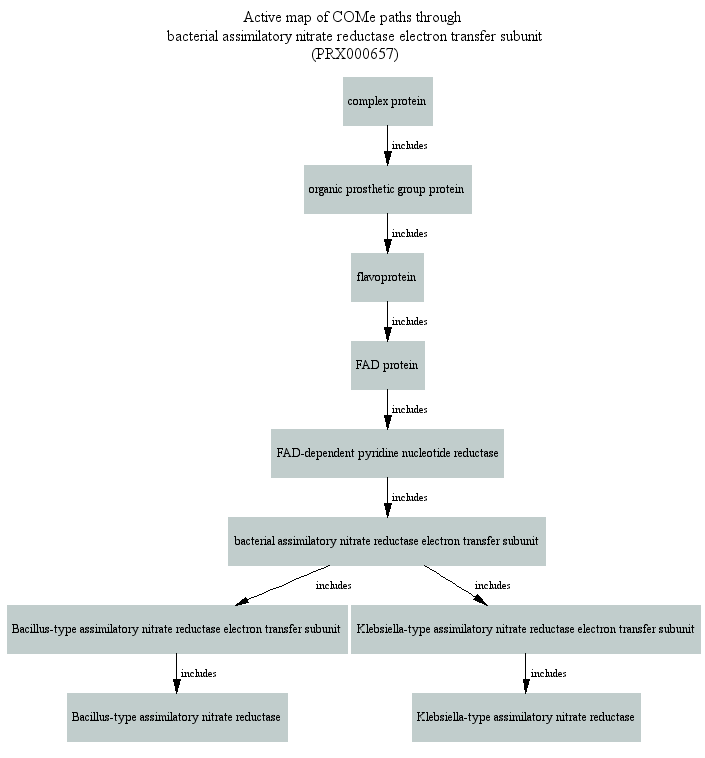 Active map of COMe paths through
bacterial assimilatory nitrate reductase electron transfer subunit
(PRX000657)
complex protein
includes
organic prosthetic group protein
includes
flavoprotein
includes
FAD protein
includes
FAD-dependent pyridine nucleotide reductase
includes
bacterial assimilatory nitrate reductase electron transfer subunit
includes
includes
Bacillus-type assimilatory nitrate reductase electron transfer subunit
Klebsiella-type assimilatory nitrate reductase electron transfer subunit
includes
includes
Bacillus-type assimilatory nitrate reductase
Klebsiella-type assimilatory nitrate reductase